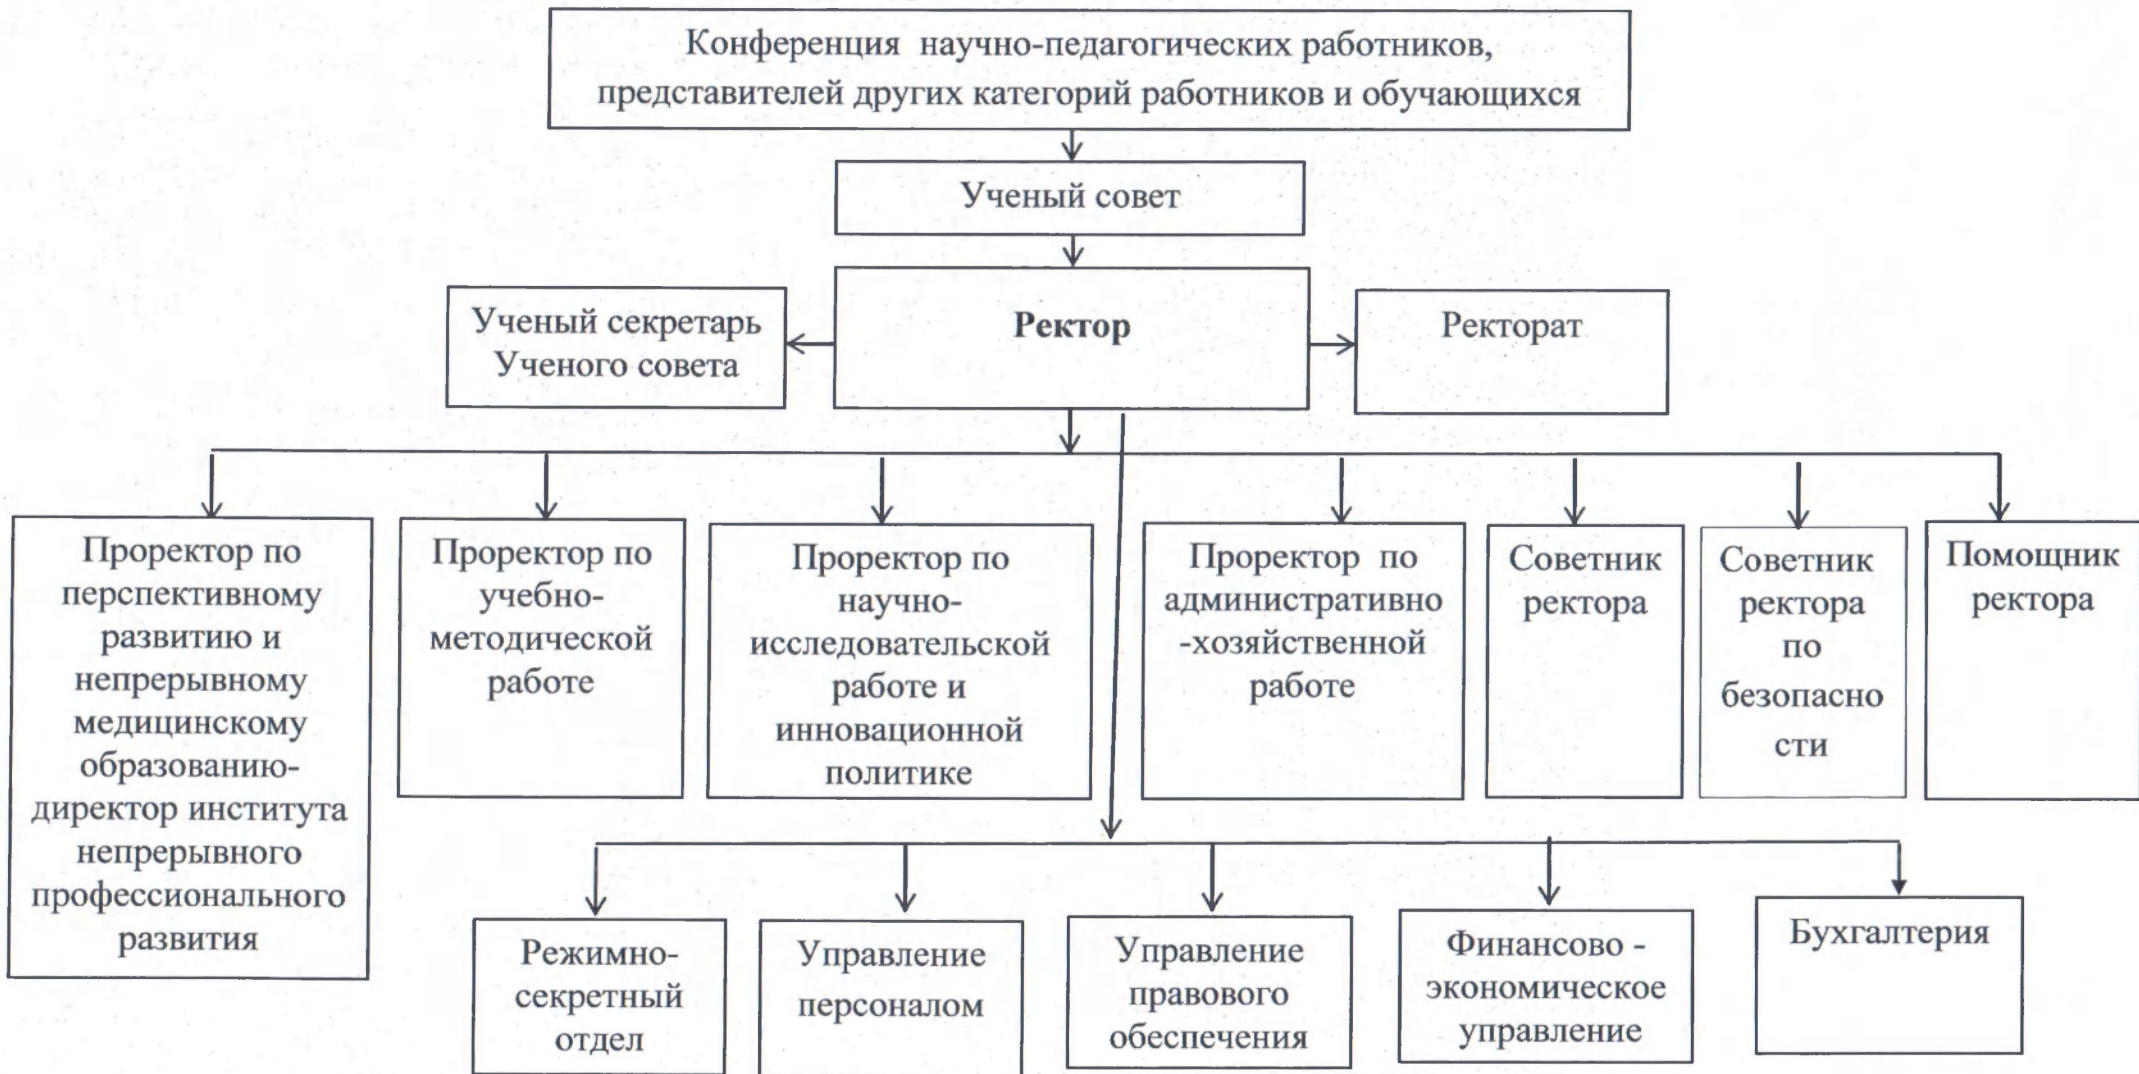 Конференция научно-педагогических работников,
представителей других категорий работников и обучающихся
Ученый совет
Ученый секретарь
Ученого совета
Ректор
Ректорат
Проректор по
перспективному
развитию и
непрерывному
медицинскому
образованию-
директор института
непрерывного
профессионального
развития
Проректор по
учебно-
методической
работе
Проректор по
научно-
исследовательской
работе и
инновационной
политике
Проректор по
административно
-хозяйственной
работе
Советник
ректора
Советник
ректора
по
безопасно
сти
Помощник
ректора
Режимно-
секретный
отдел
Управление
персоналом
Управление
правового
обеспечения
Финансово -
экономическое
управление
Бухгалтерия